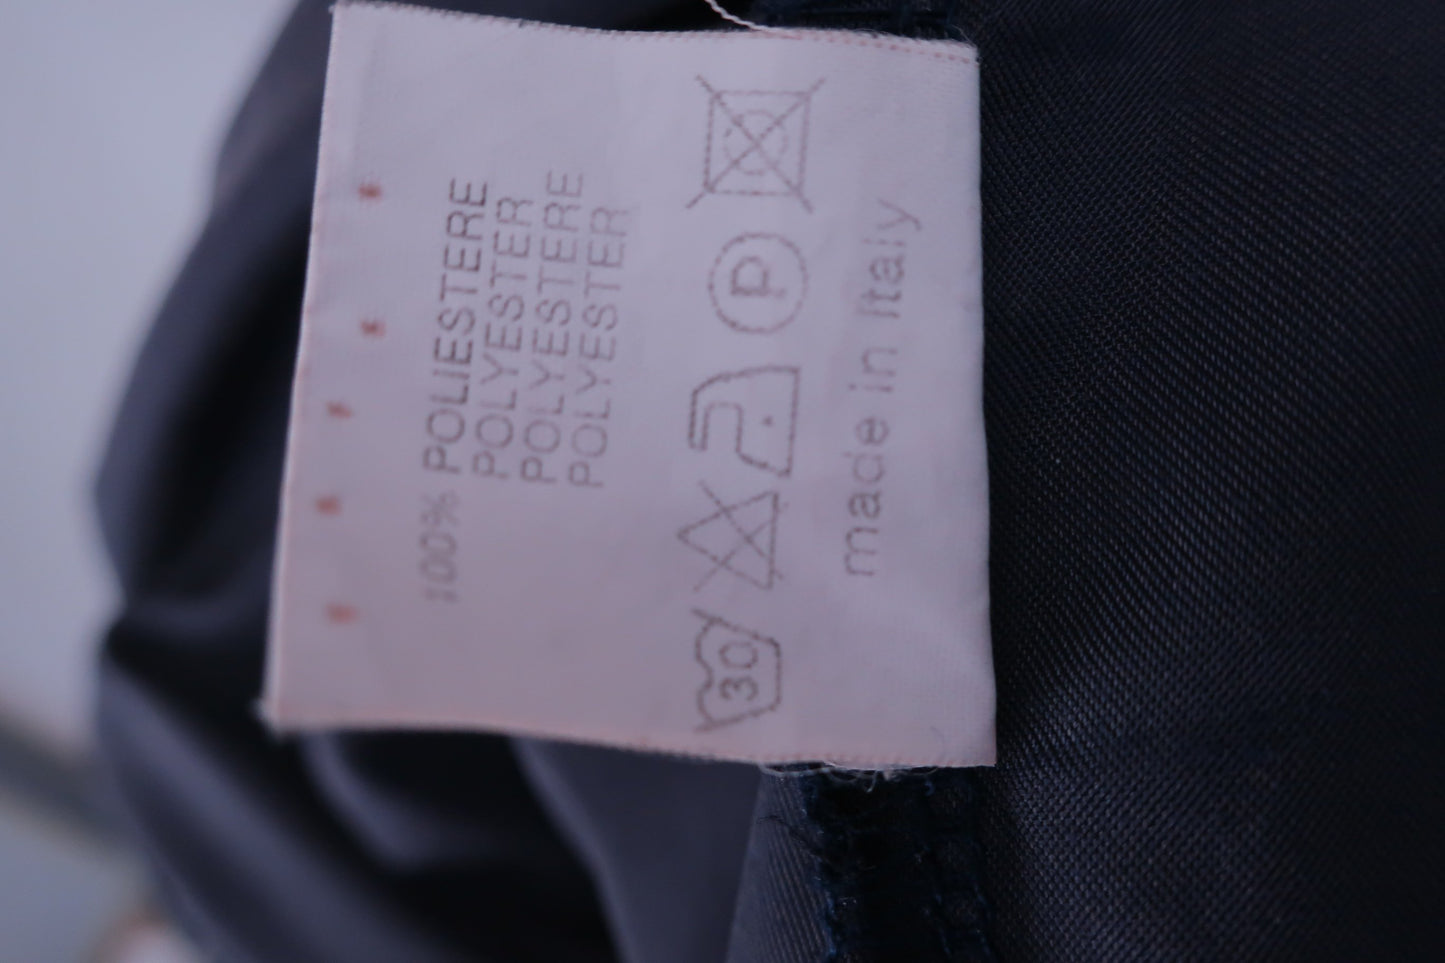 100% POLIESTERE
POLYESTER
POLYESTERE
POLYESTER
30 P
made in Italy